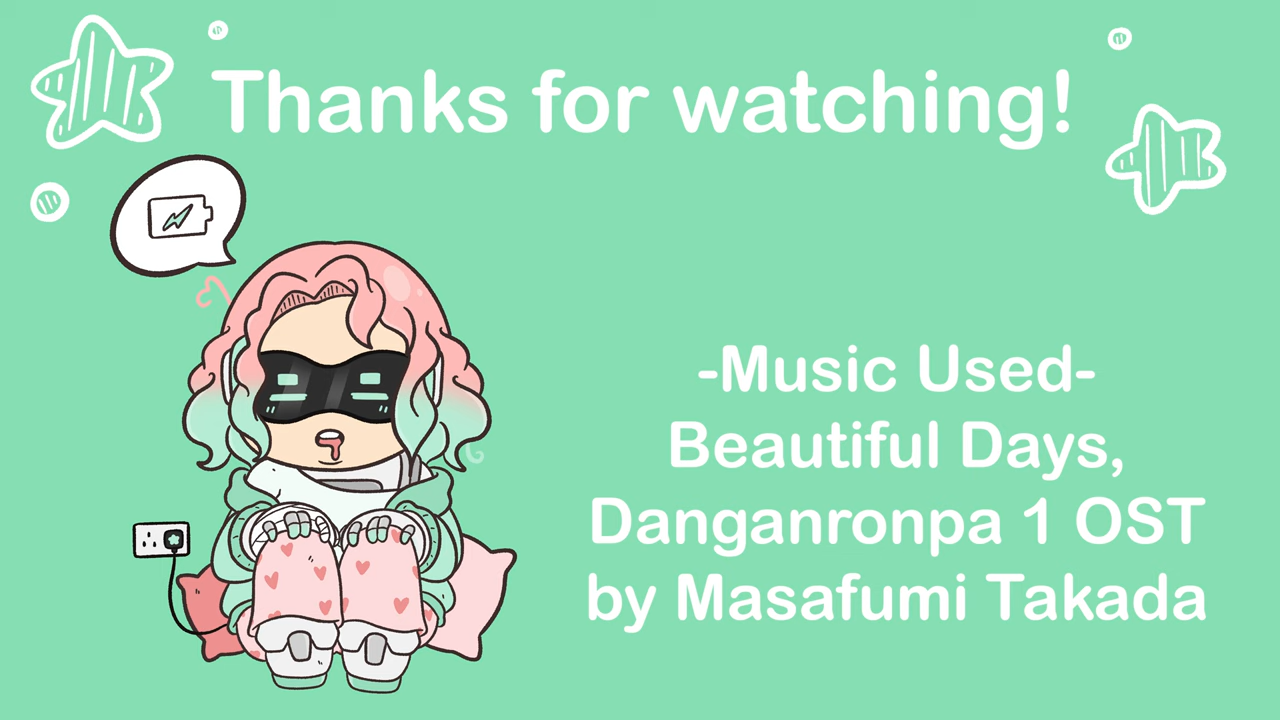 Thanks for watching!
-Music Used-
Beautiful Days,
Danganronpa 1 OST
by Masafumi Takada